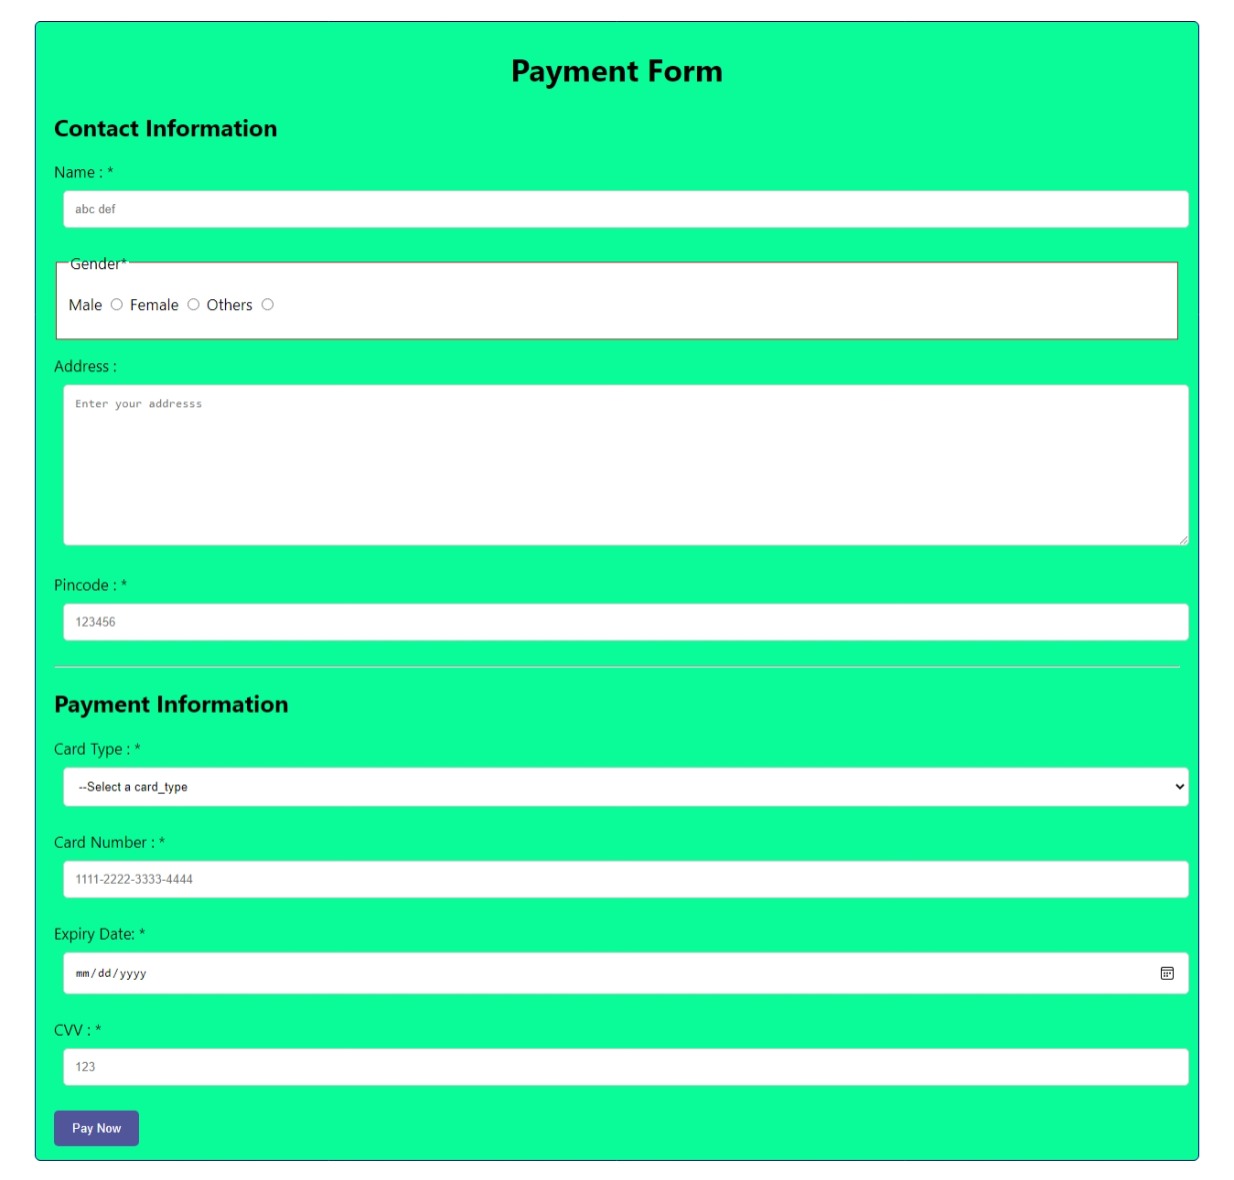 Payment Form
Contact Information
Name : *
abc def
Gender*
Male Female Others
Address :
Enter your addresss
Pincode : *
123456
Payment Information
Card Type : *
--Select a card_type
Card Number : *
1111-2222-3333-4444
Expiry Date: *
mm/dd/yyyy
CVV : *
123
Pay Now